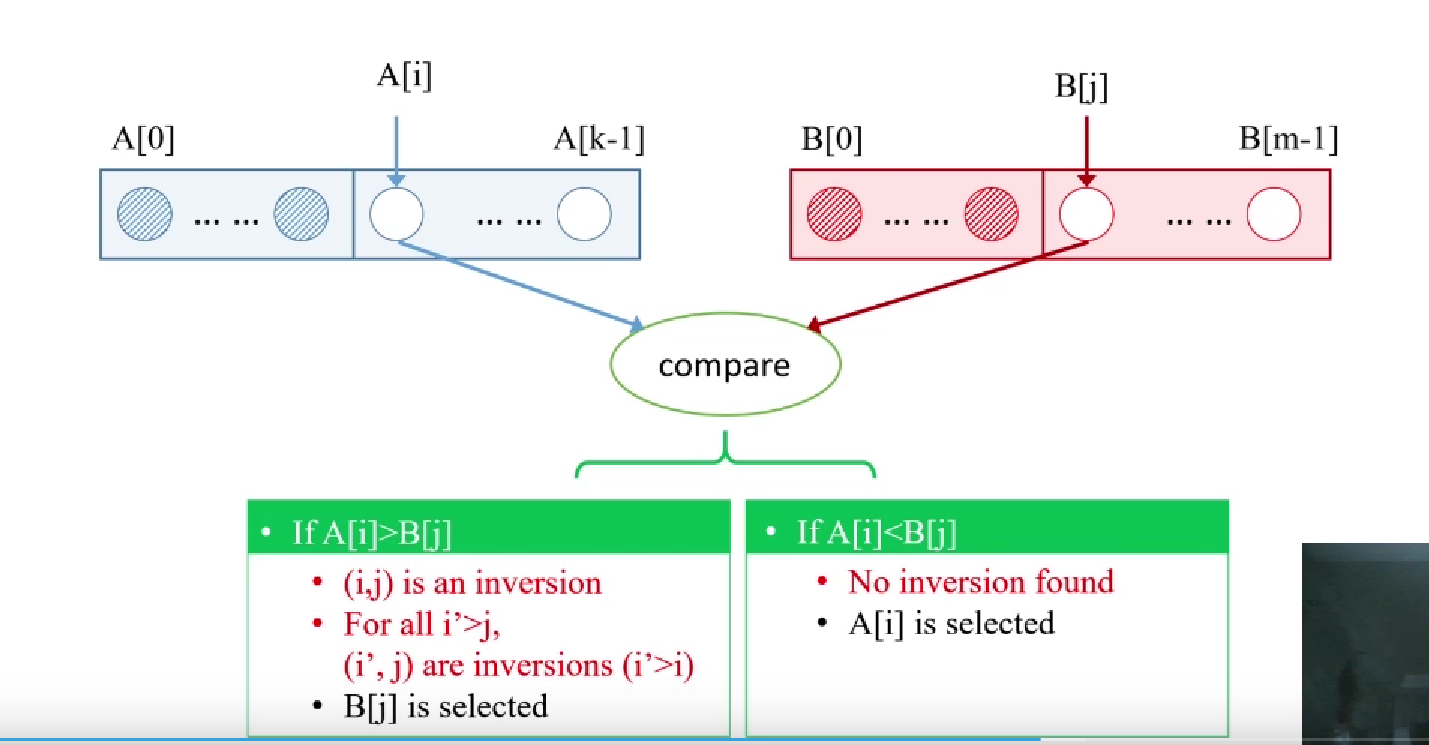 A[i]
B[j]
A[0]
A[k-1]
B[0]
B[m-1]
... ...
... ...
... ...
... ...
compare
• If A[i]>B[j]
• (i,j) is an inversion
• For all i’>j,
(i’, j) are inversions (i’>i)
• B[j] is selected
• If A[i]<B[j]
• No inversion found
• A[i] is selected